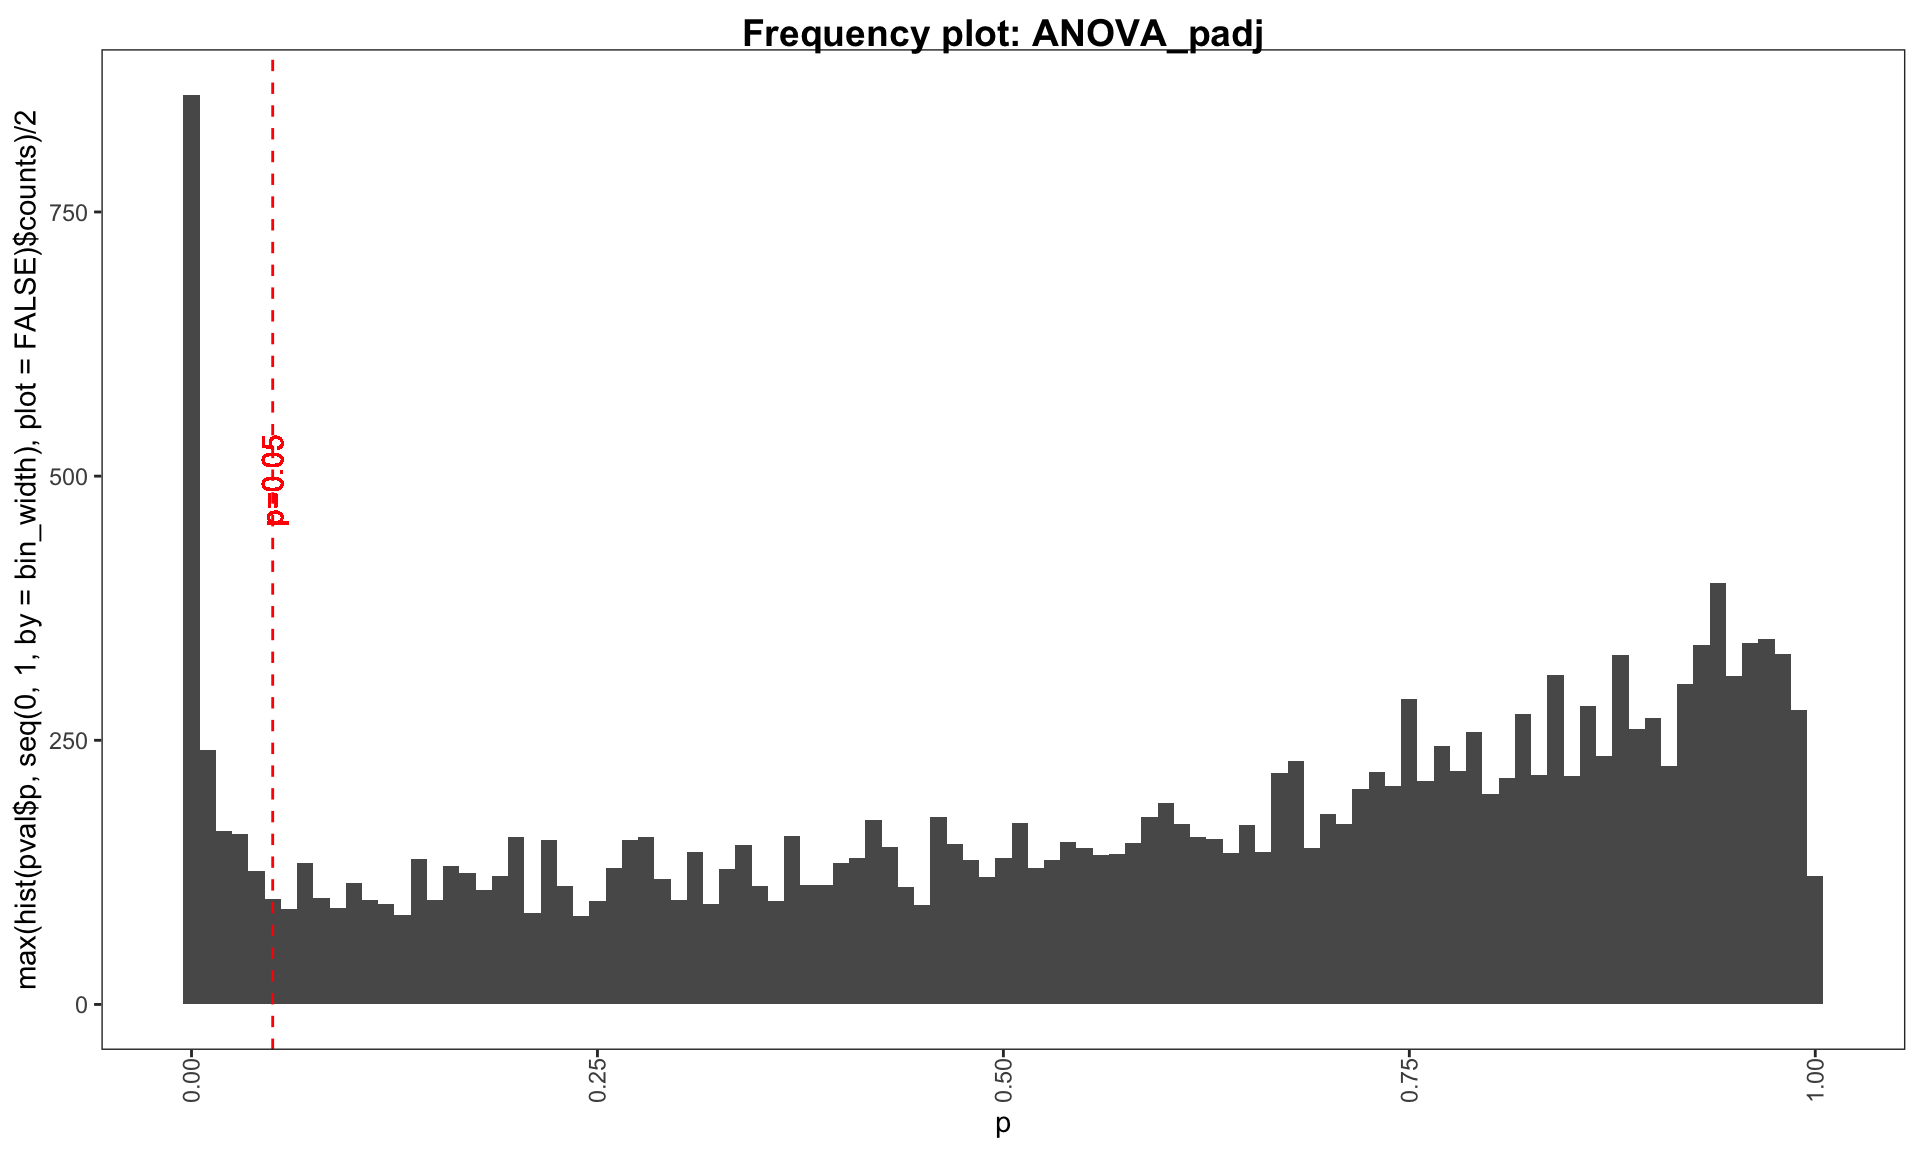 Frequency plot: ANOVA_padj
max(hist(pval$p, seq(0, 1, by = bin_width), plot = FALSE)$counts)/2
750
500
250
0
p=0.05
0.00
0.25
0.50
0.75
1.00
p